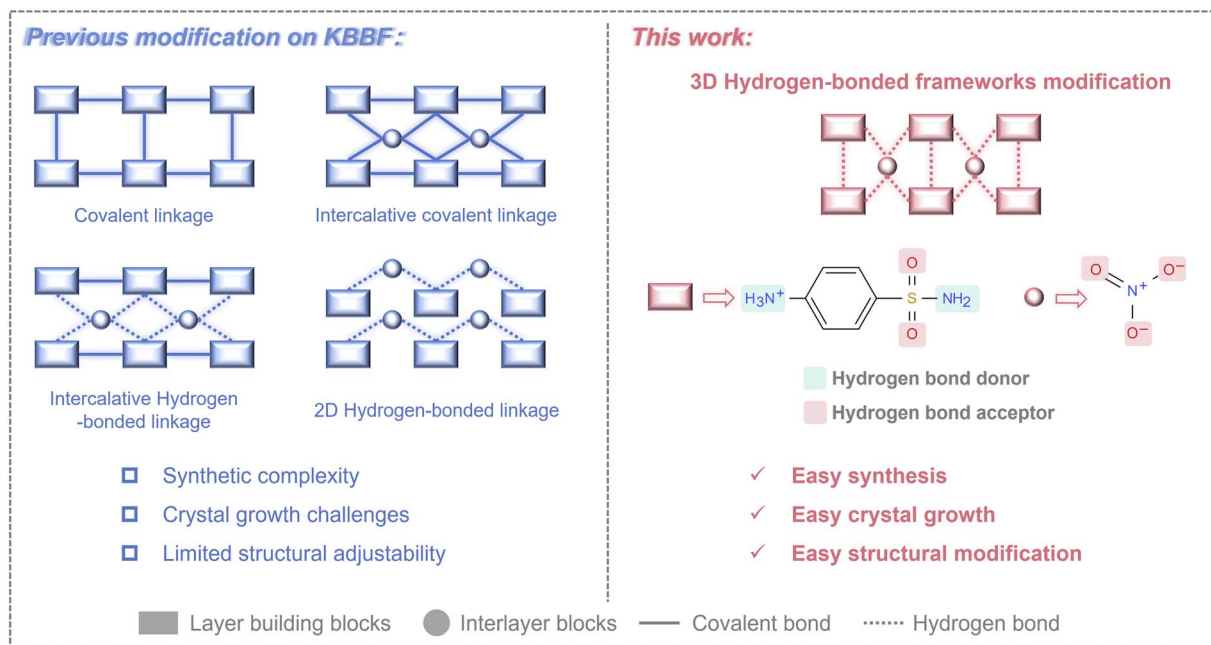 Previous modification on KBBF:
Covalent linkage
Intercalative covalent linkage
Intercalative Hydrogen
-bonded linkage
2D Hydrogen-bonded linkage
Synthetic complexity
Crystal growth challenges
Limited structural adjustability
This work:
3D Hydrogen-bonded frameworks modification
H₃N⁺
O
S
NH₂
O
O
O⁻
N⁺
O⁻
Hydrogen bond donor
Hydrogen bond acceptor
✓ Easy synthesis
✓ Easy crystal growth
✓ Easy structural modification
Layer building blocks
Interlayer blocks
Covalent bond
Hydrogen bond